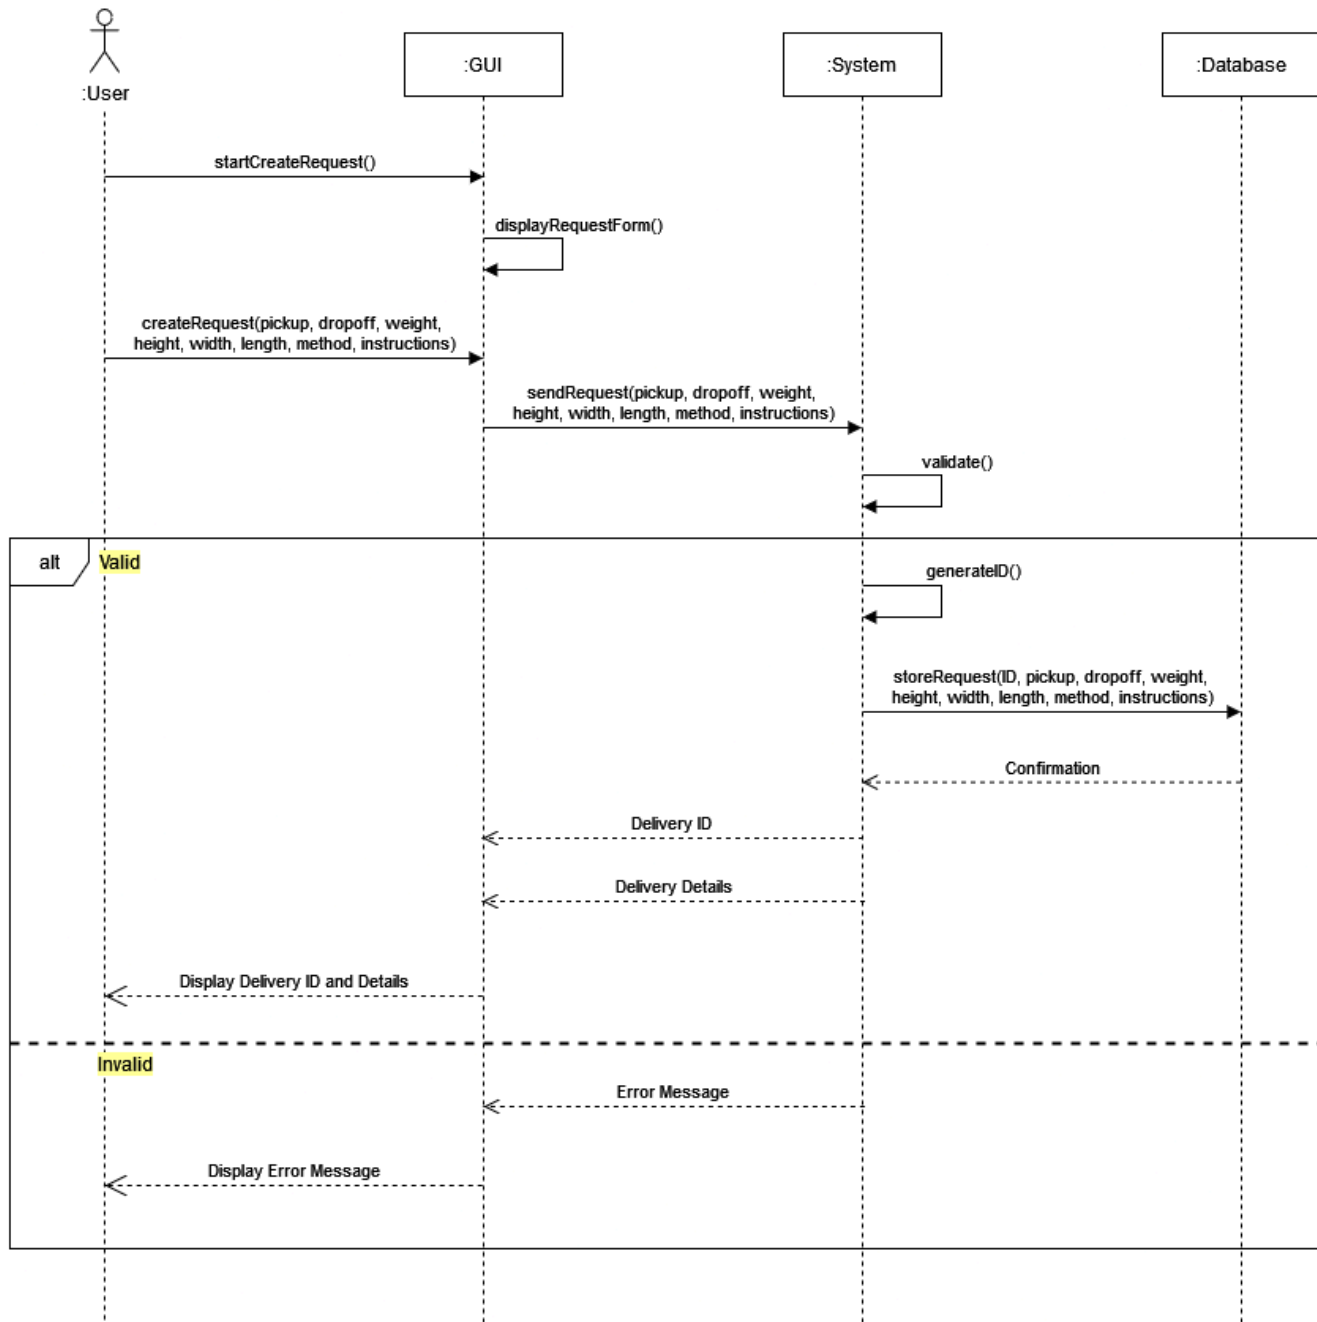 :User
:GUI
:System
:Database
startCreateRequest()
displayRequestForm()
createRequest(pickup, dropoff, weight,
height, width, length, method, instructions)
sendRequest(pickup, dropoff, weight,
height, width, length, method, instructions)
validate()
alt
Valid
generateID()
storeRequest(ID, pickup, dropoff, weight,
height, width, length, method, instructions)
Confirmation
Delivery ID
Delivery Details
Display Delivery ID and Details
Invalid
Error Message
Display Error Message